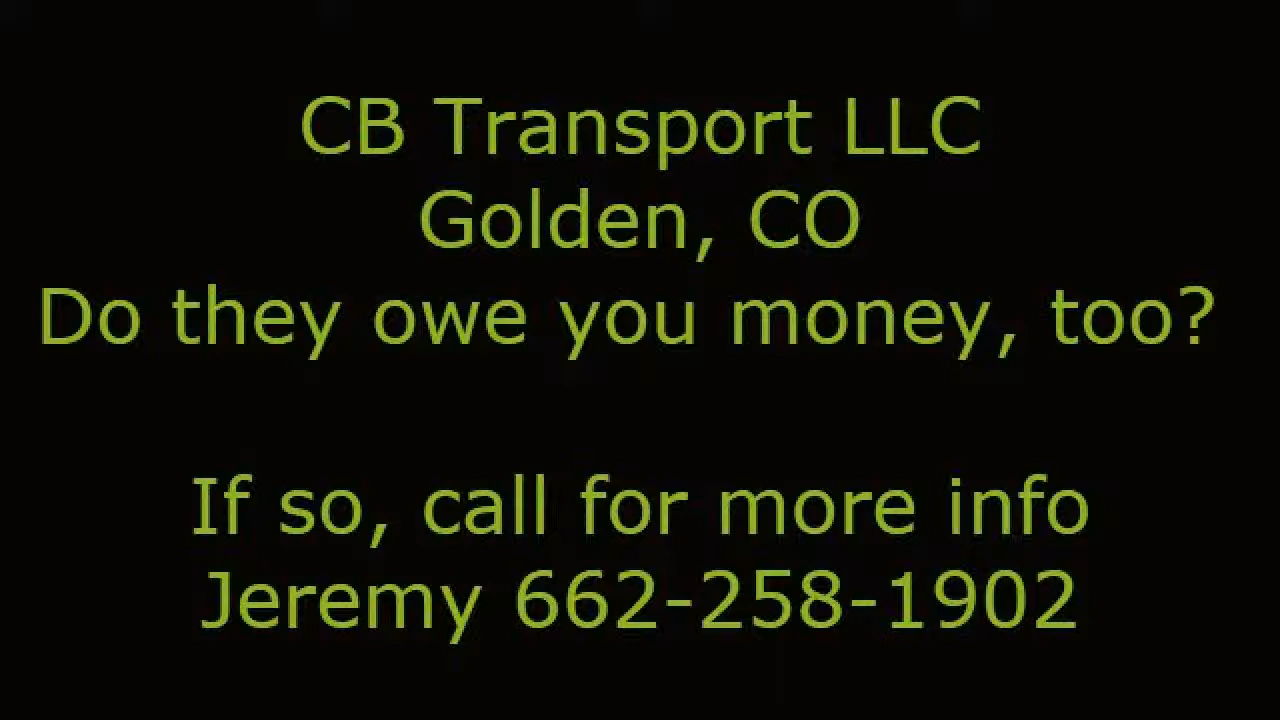 CB Transport LLC
Golden, CO
Do they owe you money, too?
If so, call for more info
Jeremy 662-258-1902